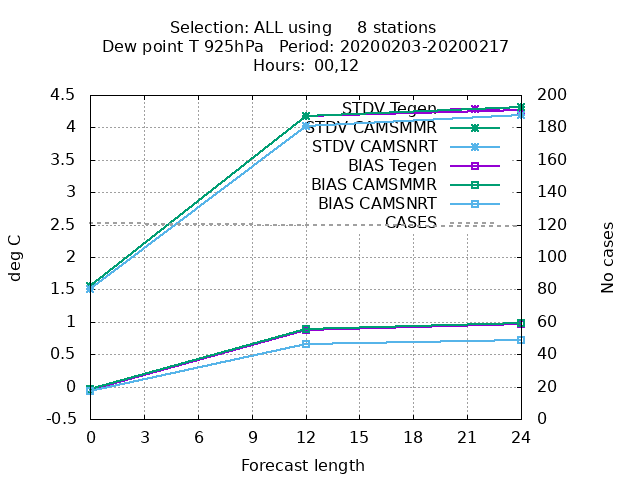 Selection: ALL using 8 stations
Dew point T 925hPa Period: 20200203-20200217
Hours: 00,12
4.5
4
3.5
3
2.5
2
1.5
1
0.5
0
-0.5
deg C
STDV Tegen
STDV CAMSMMR
STDV CAMSNRT
BIAS Tegen
BIAS CAMSMMR
BIAS CAMSNRT
CASES
200
180
160
140
120
100
80
60
40
20
0
No cases
0 3 6 9 12 15 18 21 24
Forecast length